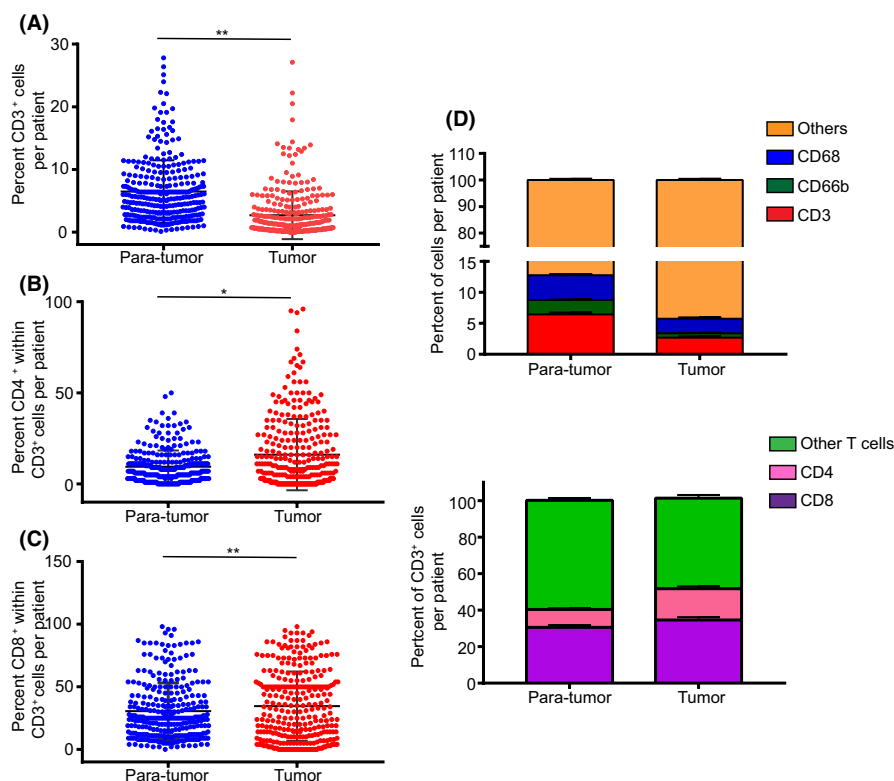 (A)
**
30
20
10
0
Percent CD3⁺ cells
per patient
Para-tumor
Tumor
(B)
*
100
50
0
Percent CD4 ⁺ within
CD3⁺ cells per patient
Para-tumor
Tumor
(C)
**
150
100
50
0
Percent CD8⁺ within
CD3⁺cells per patient
Para-tumor
Tumor
(D)
Others
CD68
CD66b
CD3
110
100
90
80
15
10
5
0
Pertcent of cells per patient
Para-tumor
Tumor
Other T cells
CD4
CD8
100
80
60
40
20
0
Pertcent of CD3⁺ cells
per patient
Para-tumor
Tumor